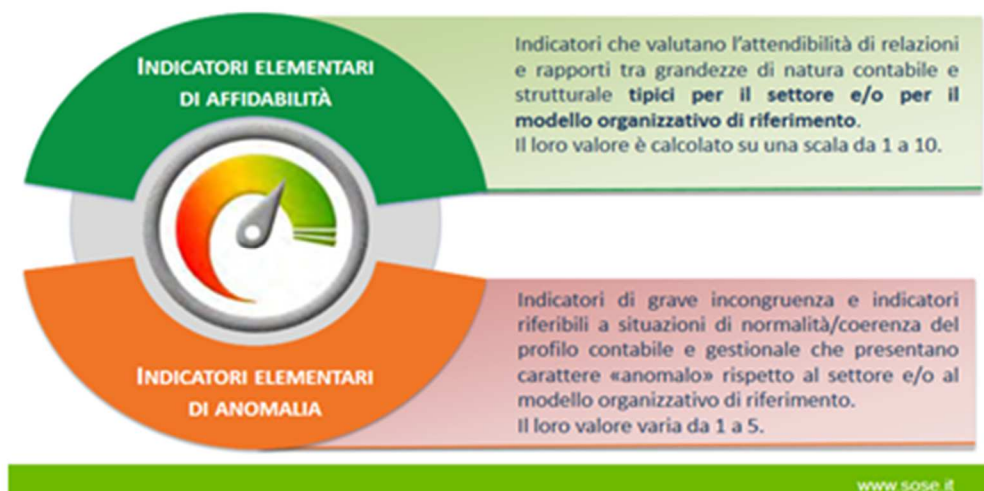 INDICATORI ELEMENTARI
DI AFFIDABILITÀ
Indicatori che valutano l'attendibilità di relazioni
e rapporti tra grandezze di natura contabile e
strutturale tipici per il settore e/o per il
modello organizzativo di riferimento.
Il loro valore è calcolato su una scala da 1 a 10.
INDICATORI ELEMENTARI
DI ANOMALIA
Indicatori di grave incongruenza e indicatori
riferibili a situazioni di normalità/coerenza del
profilo contabile e gestionale che presentano
carattere «anomalo» rispetto al settore e/o al
modello organizzativo di riferimento.
Il loro valore varia da 1 a 5.
www.sose.it